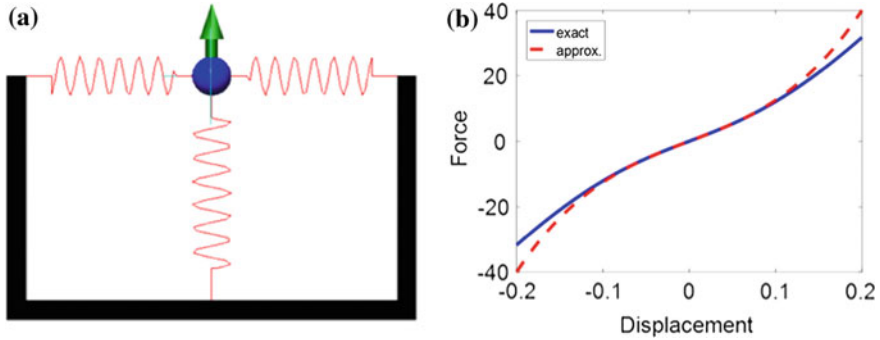 (a)
(b)
40
20
0
-20
-40
Force
exact
approx.
-0.2
-0.1
0
0.1
0.2
Displacement